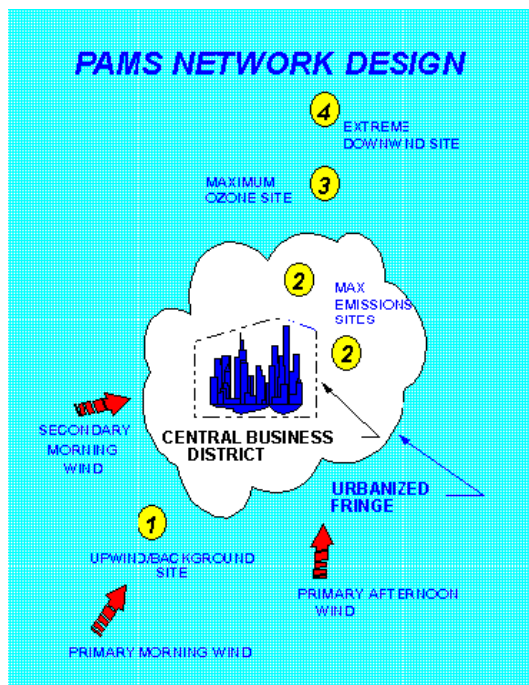 PAMS NETWORK DESIGN
4
EXTREME
DOWNWIND SITE
3
MAXIMUM
OZONE SITE
2
MAX
EMISSIONS
SITES
2
SECONDARY
MORNING
WIND
CENTRAL BUSINESS
DISTRICT
URBANIZED
FRINGE
1
UPWIND/BACKGROUND
SITE
PRIMARY AFTERNOON
WIND
PRIMARY MORNING WIND